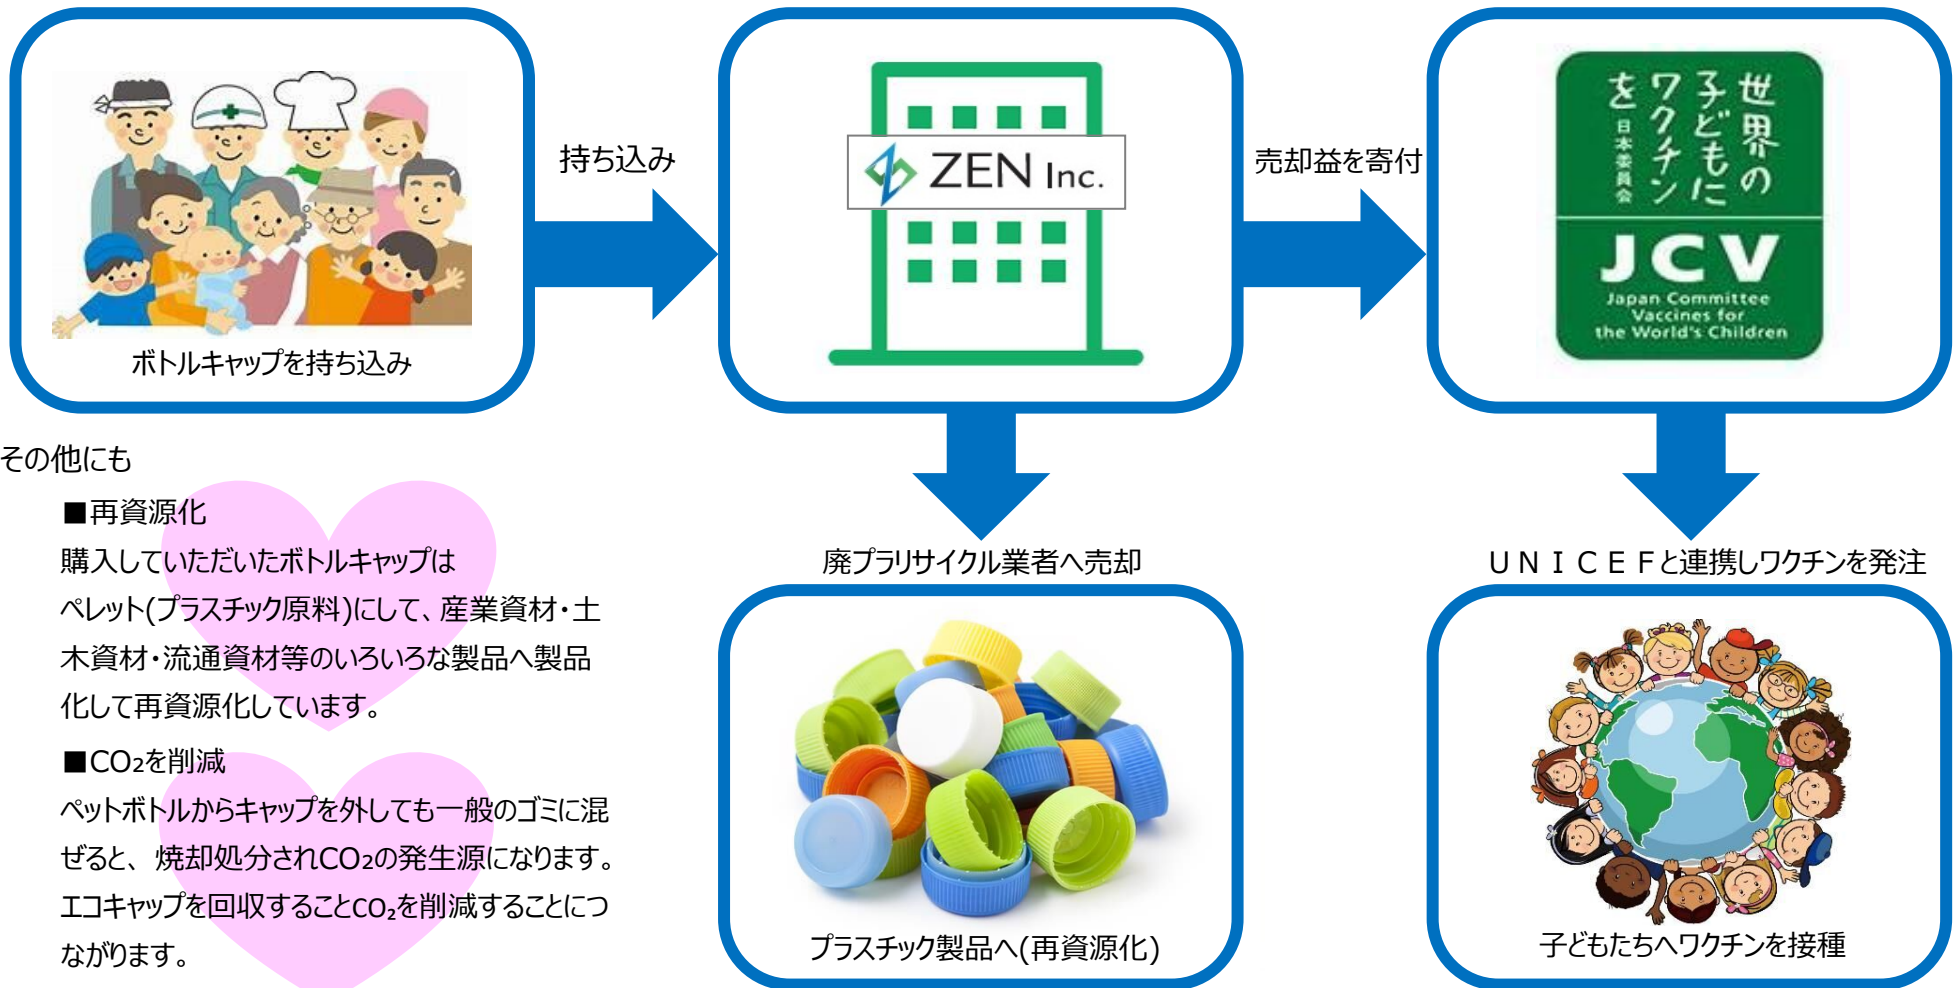 持ち込み
ボトルキャップを持ち込み
ZEN Inc.
売却益を寄付
世界の
子どもに
ワクチン
を 日本委員会
JCV
Japan Committee
Vaccines for
the World's Children
その他にも
■再資源化
購入していただいたボトルキャップは
ペレット(プラスチック原料)にして、産業資材・土
木資材・流通資材等のいろいろな製品へ製品
化して再資源化しています。
■CO₂を削減
ペットボトルからキャップを外しても一般のゴミに混
ぜると、焼却処分されCO₂の発生源になります。
エコキャップを回収することCO₂を削減することにつ
ながります。
廃プラリサイクル業者へ売却
プラスチック製品へ(再資源化)
ＵＮＩＣＥＦと連携しワクチンを発注
子どもたちへワクチンを接種